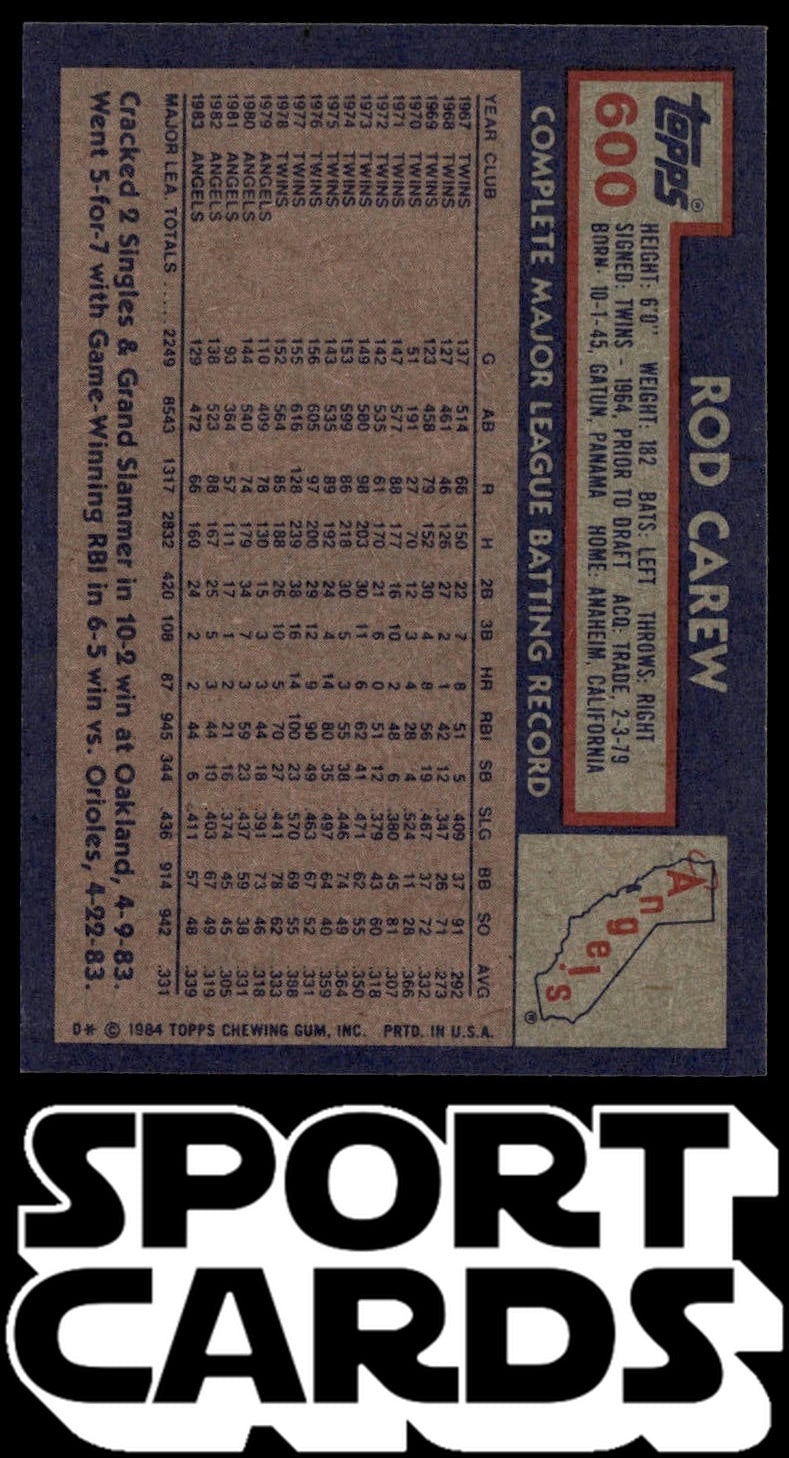 ROD CAREW
topps®
600
HEIGHT: 6'0" WEIGHT: 182 BATS: LEFT THROWS: RIGHT
SIGNED: TWINS - 1964, PRIOR TO DRAFT ACQ: TRADE, 2-3-79
BORN: 10-1-45, GATUN, PANAMA HOME: ANAHEIM, CALIFORNIA
Angels
®
COMPLETE MAJOR LEAGUE BATTING RECORD
YEAR CLUB G AB R H 2B 3B HR RBI SB SLG BB SO AVG
1967 TWINS 137 514 66 150 22 7 8 51 5 .409 37 91 .292
1968 TWINS 127 461 46 126 27 2 1 42 12 .347 26 71 .273
1969 TWINS 123 458 79 152 30 4 8 56 19 .467 37 72 .332
1970 TWINS 51 191 27 70 12 3 4 28 4 .524 11 28 .366
1971 TWINS 147 577 88 177 16 10 2 48 6 .380 45 81 .307
1972 TWINS 142 535 61 170 21 6 0 51 12 .379 43 60 .318
1973 TWINS 149 580 98 203 30 11 6 62 41 .471 62 55 .350
1974 TWINS 153 599 86 218 30 5 3 55 38 .446 74 49 .364
1975 TWINS 143 535 89 192 24 4 14 80 35 .497 64 40 .359
1976 TWINS 156 605 97 200 29 12 9 90 49 .463 67 52 .331
1977 TWINS 155 616 128 239 38 16 14 100 23 .570 69 55 .388
1978 TWINS 152 564 85 188 26 10 5 70 27 .441 78 62 .333
1979 ANGELS 110 409 78 130 15 3 3 44 18 .391 73 46 .318
1980 ANGELS 144 540 74 179 34 7 3 59 23 .437 59 38 .331
1981 ANGELS 93 364 57 111 17 1 2 21 16 .374 45 45 .305
1982 ANGELS 138 523 88 167 25 5 3 44 10 .403 67 49 .319
1983 ANGELS 129 472 66 160 24 2 2 44 6 .411 57 48 .339
MAJOR LEA. TOTALS ..... 2249 8543 1317 2832 420 108 87 945 344 .436 914 942 .331
Cracked 2 Singles & Grand Slammer in 10-2 win at Oakland, 4-9-83.
Went 5-for-7 with Game-Winning RBI in 6-5 win vs. Orioles, 4-22-83.
D* © 1984 TOPPS CHEWING GUM, INC. PRTD. IN U.S.A.
SPORT
CARDS